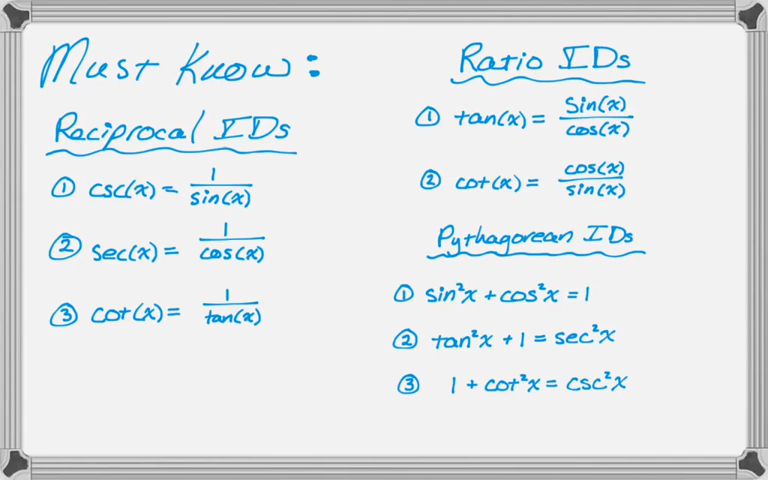 Must Know:
Reciprocal IDs
① csc(x) = 1/sin(x)
② sec(x) = 1/cos(x)
③ cot(x) = 1/tan(x)
Ratio IDs
① tan(x) = Sin(x)/cos(x)
② cot(x) = cos(x)/sin(x)
Pythagorean IDs
① sin²x + cos²x = 1
② tan²x + 1 = sec²x
③ 1 + cot²x = csc²x